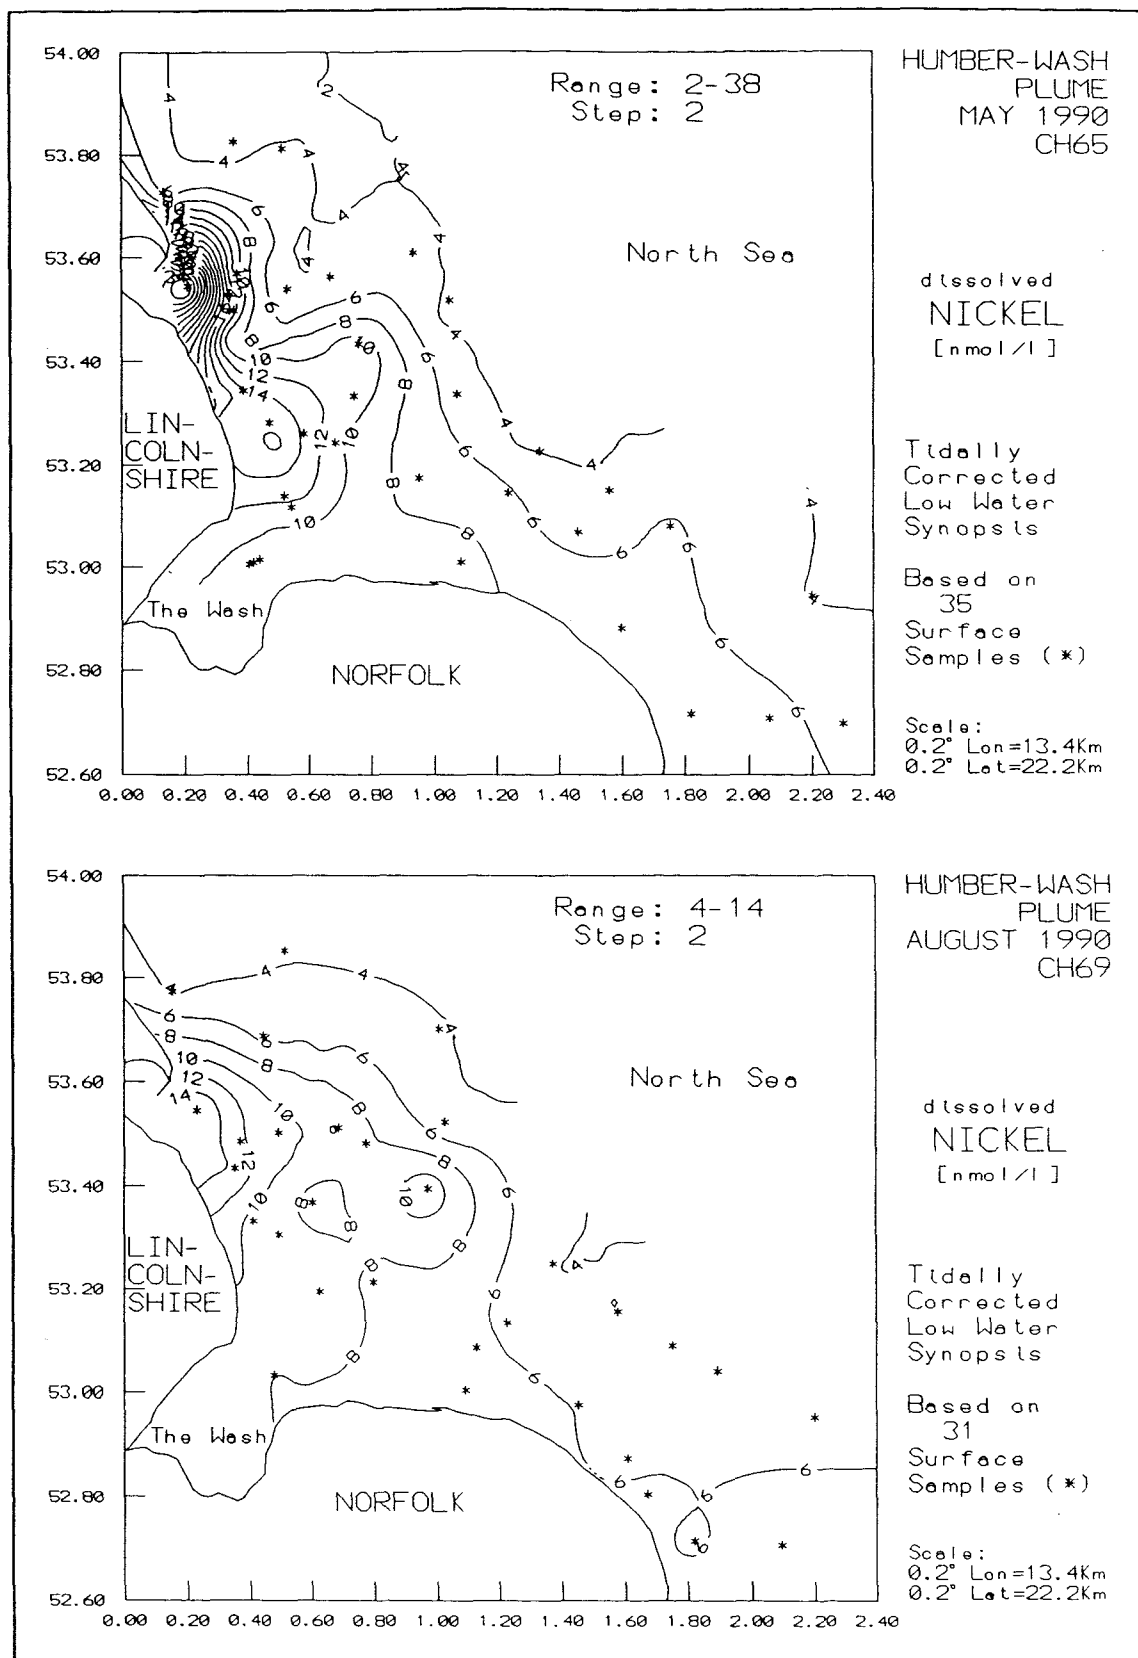 54.00
53.80
53.60
53.40
53.20
53.00
52.80
52.60
0.00 0.20 0.40 0.60 0.80 1.00 1.20 1.40 1.60 1.80 2.00 2.20 2.40
Range: 2-38
Step: 2
North Sea
LIN-
COLN-
SHIRE
The Wash
NORFOLK
HUMBER-WASH
PLUME
MAY 1990
CH65
dissolved
NICKEL
[nmol/l]
Tidally
Corrected
Low Water
Synopsis
Based on
35
Surface
Samples (*)
Scale:
0.2° Lon=13.4Km
0.2° Lat=22.2Km
54.00
53.80
53.60
53.40
53.20
53.00
52.80
52.60
0.00 0.20 0.40 0.60 0.80 1.00 1.20 1.40 1.60 1.80 2.00 2.20 2.40
Range: 4-14
Step: 2
North Sea
LIN-
COLN-
SHIRE
The Wash
NORFOLK
HUMBER-WASH
PLUME
AUGUST 1990
CH69
dissolved
NICKEL
[nmol/l]
Tidally
Corrected
Low Water
Synopsis
Based on
31
Surface
Samples (*)
Scale:
0.2° Lon=13.4Km
0.2° Lat=22.2Km